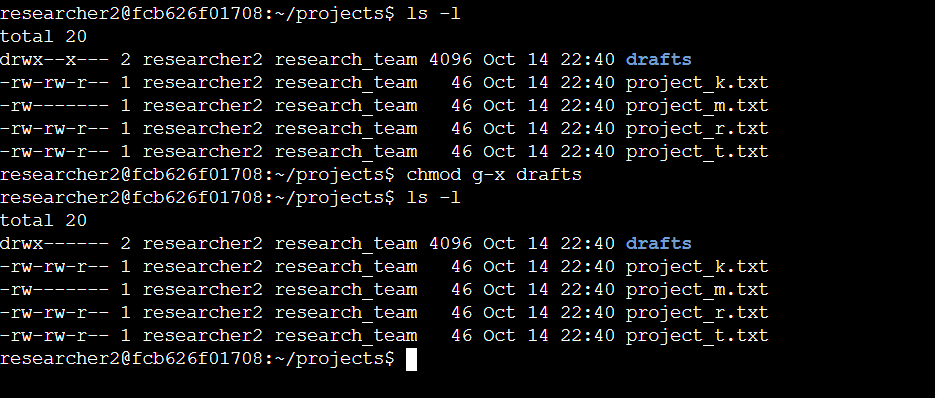 researcher2@fcb626f01708:~/projects$ ls -l
total 20
drwx--x--- 2 researcher2 research_team 4096 Oct 14 22:40 drafts
-rw-rw-r-- 1 researcher2 research_team   46 Oct 14 22:40 project_k.txt
-rw------- 1 researcher2 research_team   46 Oct 14 22:40 project_m.txt
-rw-rw-r-- 1 researcher2 research_team   46 Oct 14 22:40 project_r.txt
-rw-rw-r-- 1 researcher2 research_team   46 Oct 14 22:40 project_t.txt
researcher2@fcb626f01708:~/projects$ chmod g-x drafts
researcher2@fcb626f01708:~/projects$ ls -l
total 20
drwx------ 2 researcher2 research_team 4096 Oct 14 22:40 drafts
-rw-rw-r-- 1 researcher2 research_team   46 Oct 14 22:40 project_k.txt
-rw------- 1 researcher2 research_team   46 Oct 14 22:40 project_m.txt
-rw-rw-r-- 1 researcher2 research_team   46 Oct 14 22:40 project_r.txt
-rw-rw-r-- 1 researcher2 research_team   46 Oct 14 22:40 project_t.txt
researcher2@fcb626f01708:~/projects$